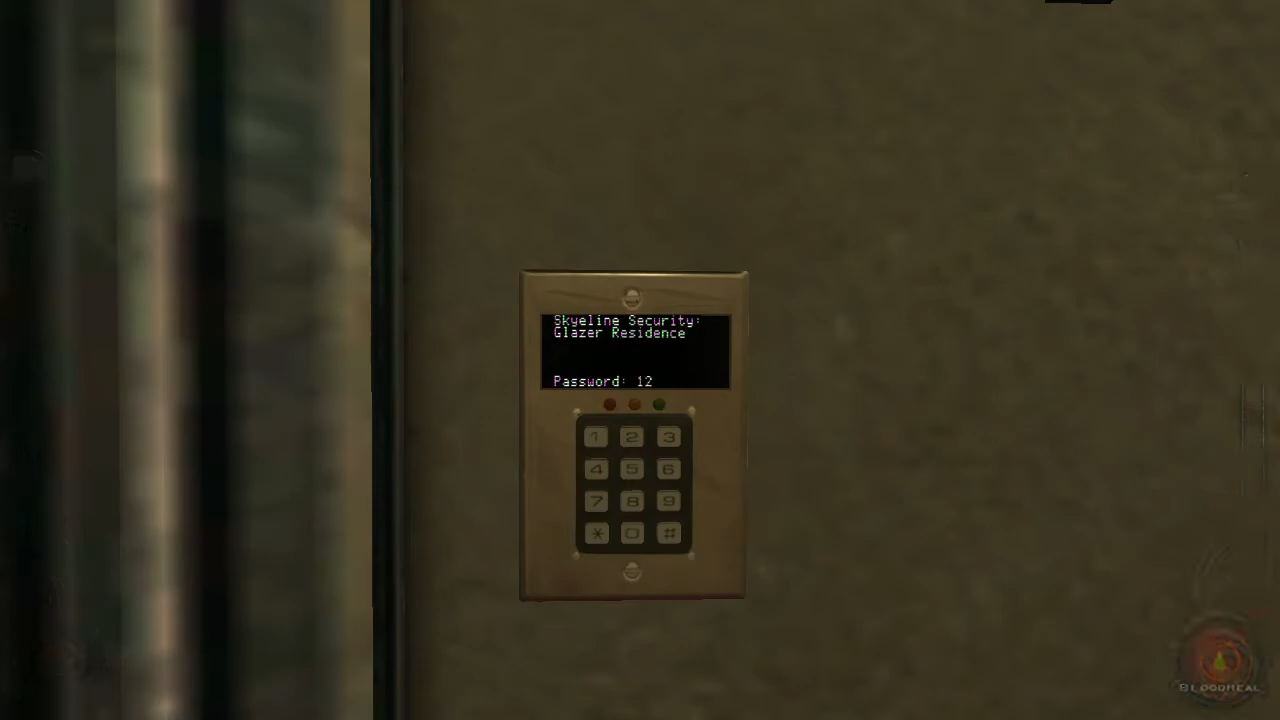 Skyeline Security:
Glazer Residence
Password: 12
1 2 3
4 5 6
7 8 9
* 0 #
BLOODHEAL